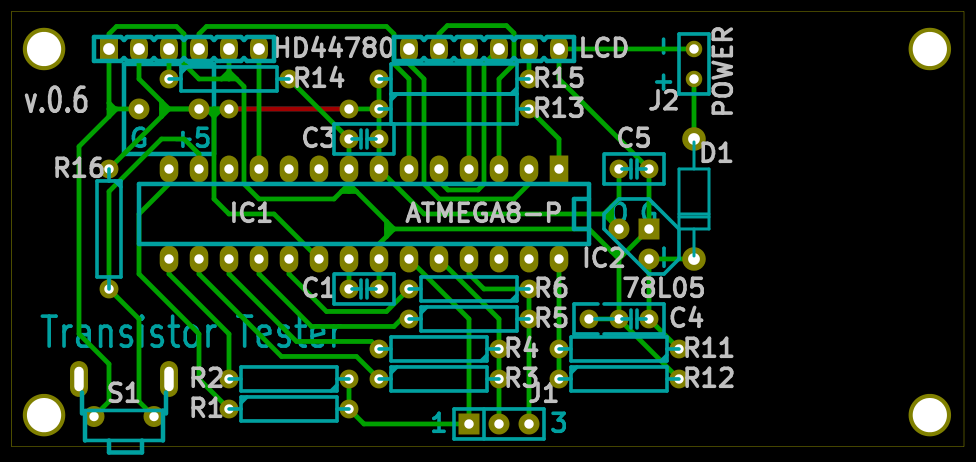 HD44780 LCD POWER
R14 R15 +
v.0.6 R13 J2
G +5 C3 C5
R16 D1
IC1 ATMEGA8-P O G
IC2 I
C1 R6 78L05
R5 C4
Transistor Tester
R4 R11
R2 R3 R12
S1 R1 J1
1 3